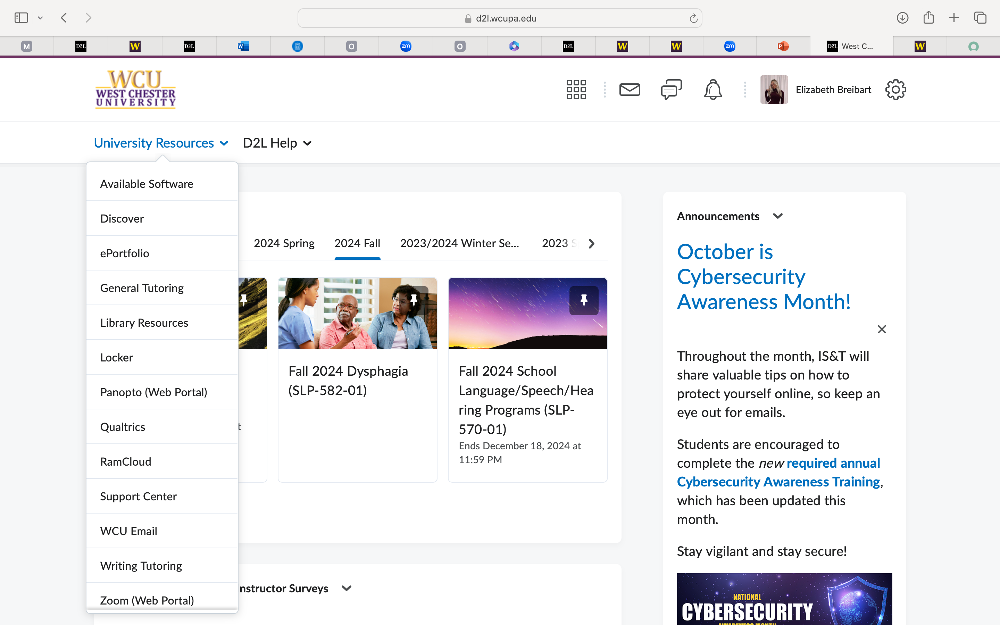 d2l.wcupa.edu
M
D2L
W
D2L
W
O
zm
O
D2L
W
W
zm
P
D2L West C...
W
WCU
WEST CHESTER
UNIVERSITY
Elizabeth Breibart
University Resources
D2L Help
Available Software
Discover
ePortfolio
General Tutoring
Library Resources
Locker
Panopto (Web Portal)
Qualtrics
RamCloud
Support Center
WCU Email
Writing Tutoring
Zoom (Web Portal)
2024 Spring
2024 Fall
2023/2024 Winter Se...
2023 S
t
Fall 2024 Dysphagia
(SLP-582-01)
Fall 2024 School
Language/Speech/Hea
ring Programs (SLP-
570-01)
Ends December 18, 2024 at
11:59 PM
nstructor Surveys
Announcements
October is
Cybersecurity
Awareness Month!
Throughout the month, IS&T will
share valuable tips on how to
protect yourself online, so keep an
eye out for emails.
Students are encouraged to
complete the new required annual
Cybersecurity Awareness Training,
which has been updated this
month.
Stay vigilant and stay secure!
NATIONAL
CYBERSECURITY
AWARENESS MONTH